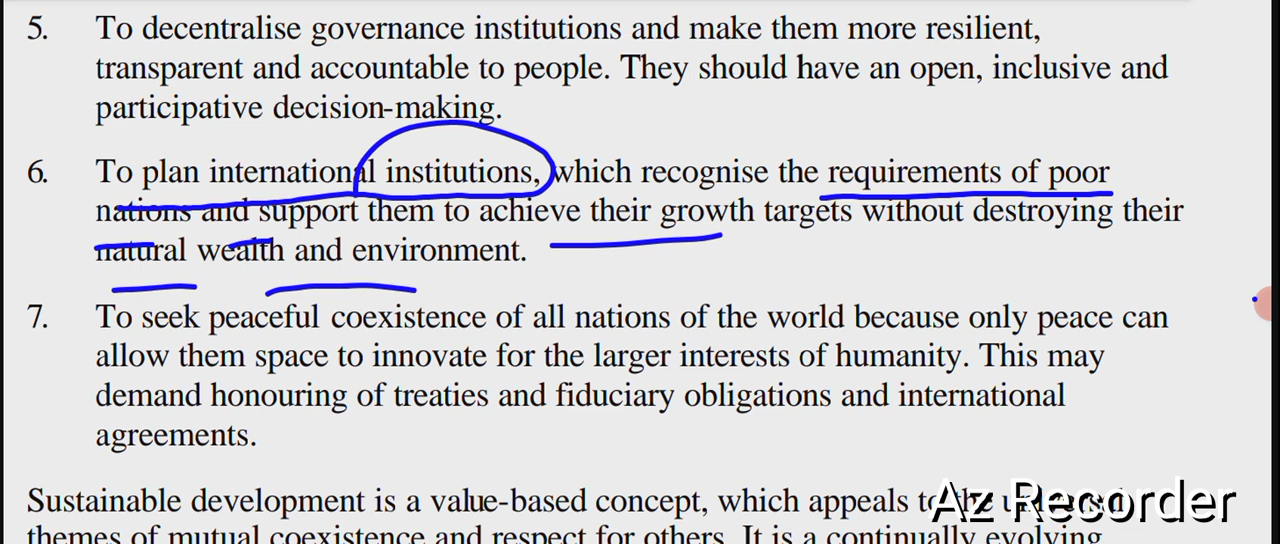 5. To decentralise governance institutions and make them more resilient,
transparent and accountable to people. They should have an open, inclusive and
participative decision-making.
6. To plan international institutions, which recognise the requirements of poor
nations and support them to achieve their growth targets without destroying their
natural wealth and environment.
7. To seek peaceful coexistence of all nations of the world because only peace can
allow them space to innovate for the larger interests of humanity. This may
demand honouring of treaties and fiduciary obligations and international
agreements.
Sustainable development is a value-based concept, which appeals to the
themes of mutual coexistence and respect for others. It is a continually evolving
Az Recorder